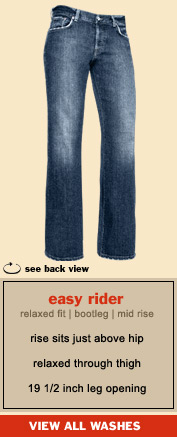 see back view
easy rider
relaxed fit | bootleg | mid rise
rise sits just above hip
relaxed through thigh
19 1/2 inch leg opening
VIEW ALL WASHES